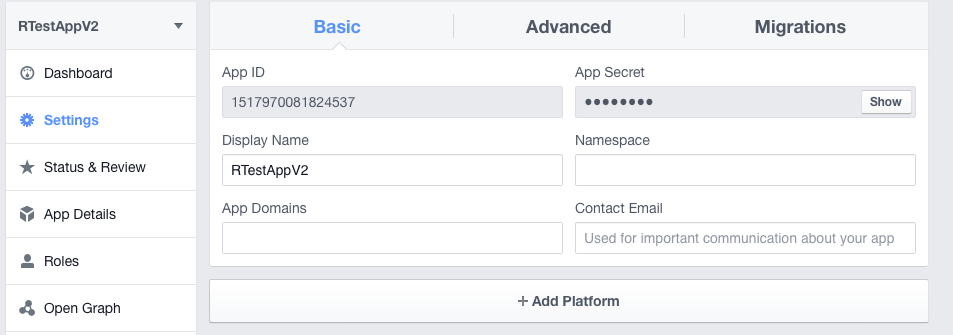 RTestAppV2
Dashboard
Settings
Status & Review
App Details
Roles
Open Graph
Basic
Advanced
Migrations
App ID
App Secret
1517970081824537
●●●●●●●●
Show
Display Name
Namespace
RTestAppV2
App Domains
Contact Email
Used for important communication about your app
+ Add Platform